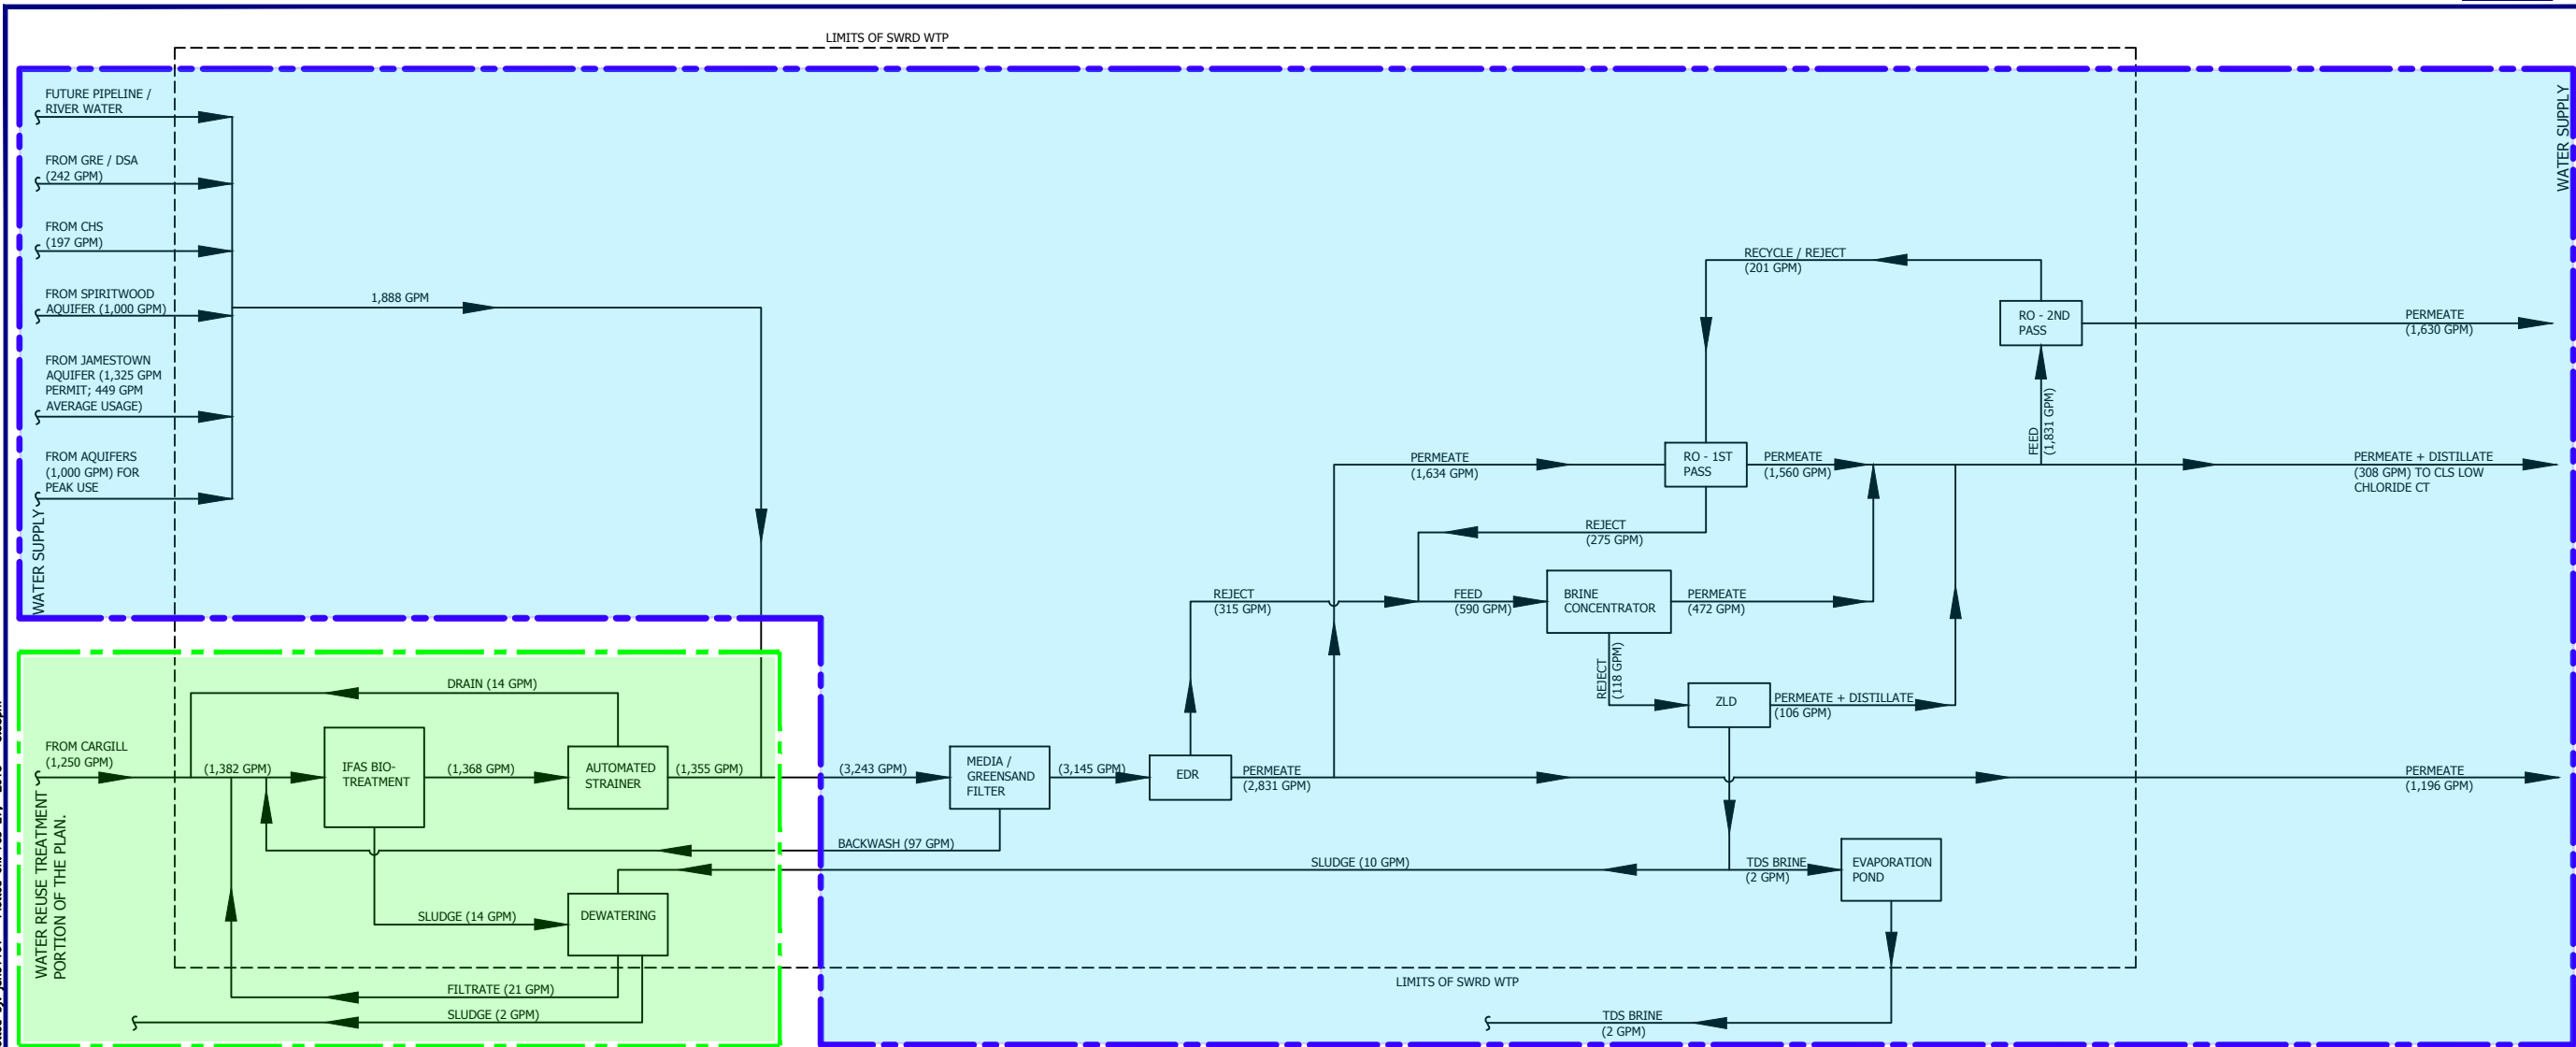 LIMITS OF SWRD WTP
FUTURE PIPELINE /
RIVER WATER
FROM GRE / DSA
(242 GPM)
FROM CHS
(197 GPM)
FROM SPIRITWOOD
AQUIFER (1,000 GPM)
FROM JAMESTOWN
AQUIFER (1,325 GPM
PERMIT; 449 GPM
AVERAGE USAGE)
FROM AQUIFERS
(1,000 GPM) FOR
PEAK USE
WATER SUPPLY
1,888 GPM
WATER SUPPLY
RECYCLE / REJECT
(201 GPM)
RO - 2ND
PASS
PERMEATE
(1,630 GPM)
FEED
(1,831 GPM)
PERMEATE
(1,634 GPM)
RO - 1ST
PASS
PERMEATE
(1,560 GPM)
PERMEATE + DISTILLATE
(308 GPM) TO CLS LOW
CHLORIDE CT
REJECT
(275 GPM)
REJECT
(315 GPM)
FEED
(590 GPM)
BRINE
CONCENTRATOR
PERMEATE
(472 GPM)
REJECT
(118 GPM)
ZLD
PERMEATE + DISTILLATE
(106 GPM)
DRAIN (14 GPM)
FROM CARGILL
(1,250 GPM)
(1,382 GPM)
IFAS BIO-
TREATMENT
(1,368 GPM)
AUTOMATED
STRAINER
(1,355 GPM)
(3,243 GPM)
MEDIA /
GREENSAND
FILTER
(3,145 GPM)
EDR
PERMEATE
(2,831 GPM)
PERMEATE
(1,196 GPM)
BACKWASH (97 GPM)
SLUDGE (10 GPM)
TDS BRINE
(2 GPM)
EVAPORATION
POND
SLUDGE (14 GPM)
DEWATERING
WATER REUSE TREATMENT
PORTION OF THE PLAN.
FILTRATE (21 GPM)
SLUDGE (2 GPM)
LIMITS OF SWRD WTP
TDS BRINE
(2 GPM)